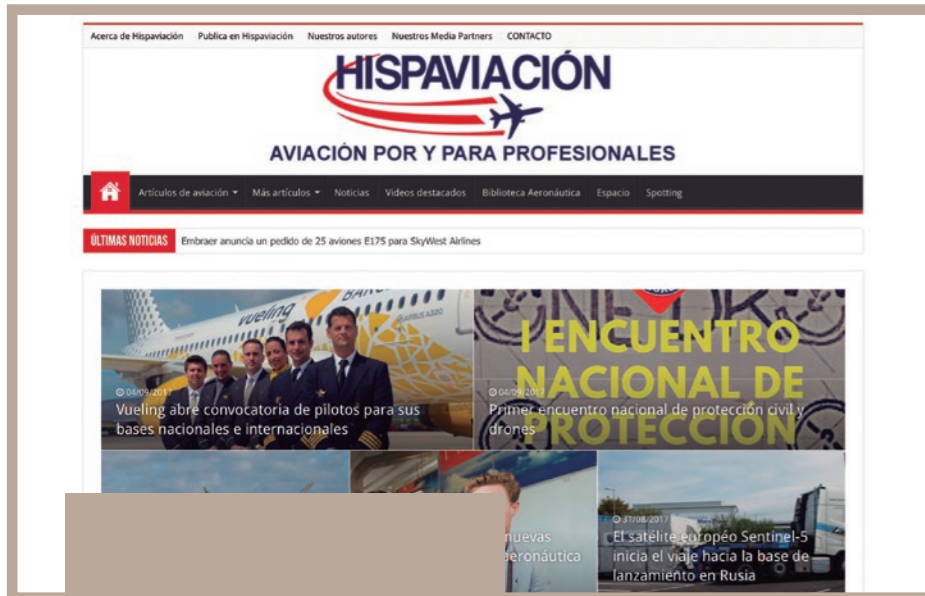 Acerca de Hispaviación Publica en Hispaviación Nuestros autores Nuestros Media Partners CONTACTO
HISPAVIACIÓN
AVIACIÓN POR Y PARA PROFESIONALES
Artículos de aviación Más artículos Noticias Videos destacados Biblioteca Aeronáutica Espacio Spotting
ÚLTIMAS NOTICIAS Embraer anuncia un pedido de 25 aviones E175 para SkyWest Airlines
vueling
AIRBUS A320
04/09/2017
Vueling abre convocatoria de pilotos para sus
bases nacionales e internacionales
I ENCUENTRO
NACIONAL DE
PROTECCIÓN
04/09/2017
Primer encuentro nacional de protección civil y
drones
nuevas
aeronáutica
31/08/2017
El satélite europeo Sentinel-5
inicia el viaje hacia la base de
lanzamiento en Rusia